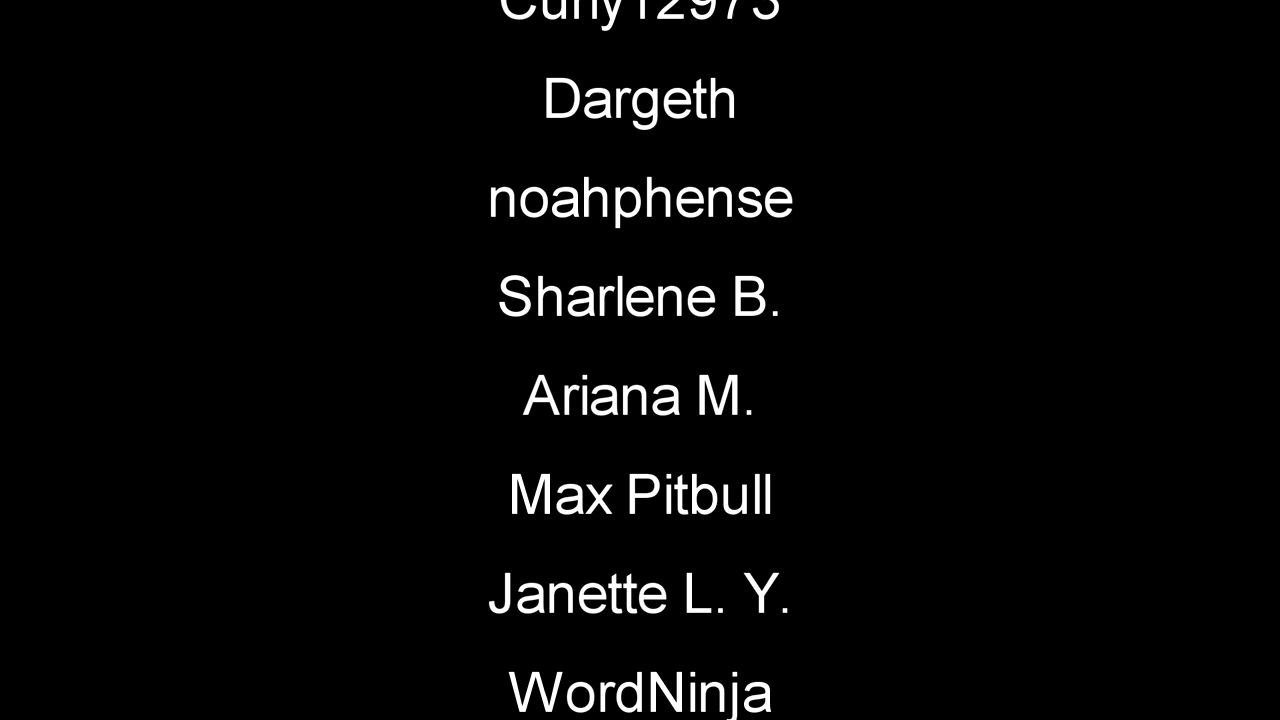 Dargeth
noahphense
Sharlene B.
Ariana M.
Max Pitbull
Janette L. Y.
WordNinja